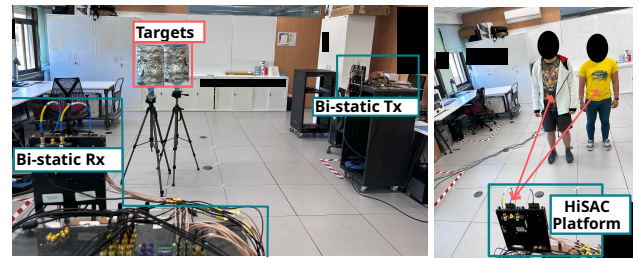 Targets
Bi-static Tx
Bi-static Rx
HiSAC
Platform